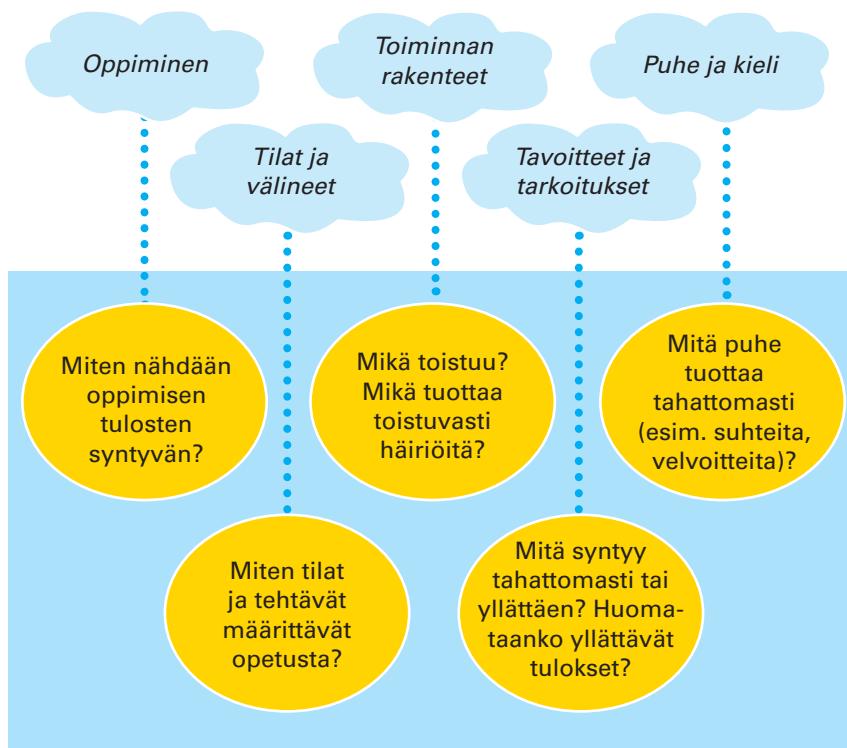 Oppiminen
Toiminnan
rakenteet
Puhe ja kieli
Tilat ja
välineet
Tavoitteet ja
tarkoitukset
Miten nähdään
oppimisen
tulosten
syntyvän?
Mikä toistuu?
Mikä tuottaa
toistuvasti
häiriöitä?
Mitä puhe
tuottaa
tahattomasti
(esim. suhteita,
velvoitteita)?
Miten tilat
ja tehtävät
määrittävät
opetusta?
Mitä syntyy
tahattomasti tai
yllättäen? Huoma-
taanko yllättävät
tulokset?